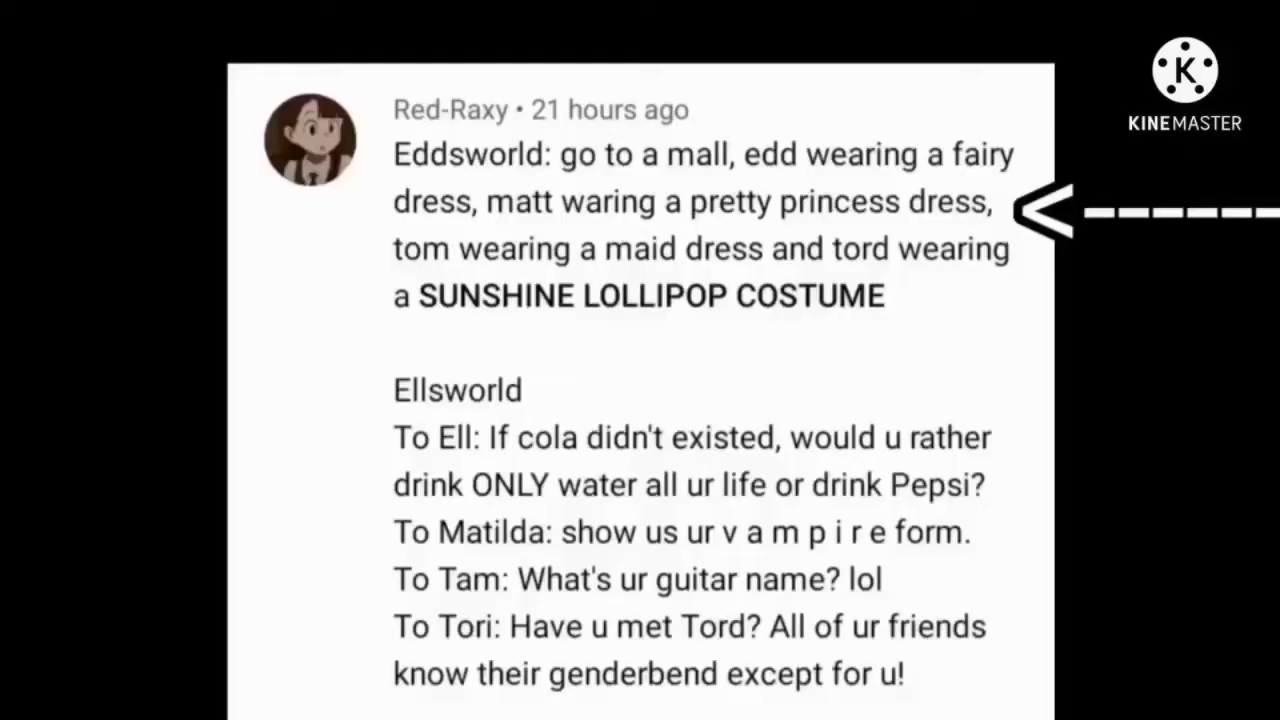 Red-Raxy • 21 hours ago
Eddsworld: go to a mall, edd wearing a fairy
dress, matt waring a pretty princess dress,
tom wearing a maid dress and tord wearing
a SUNSHINE LOLLIPOP COSTUME
Ellsworld
To Ell: If cola didn't existed, would u rather
drink ONLY water all ur life or drink Pepsi?
To Matilda: show us ur v a m p i r e form.
To Tam: What's ur guitar name? lol
To Tori: Have u met Tord? All of ur friends
know their genderbend except for u!
K
KINEMASTER